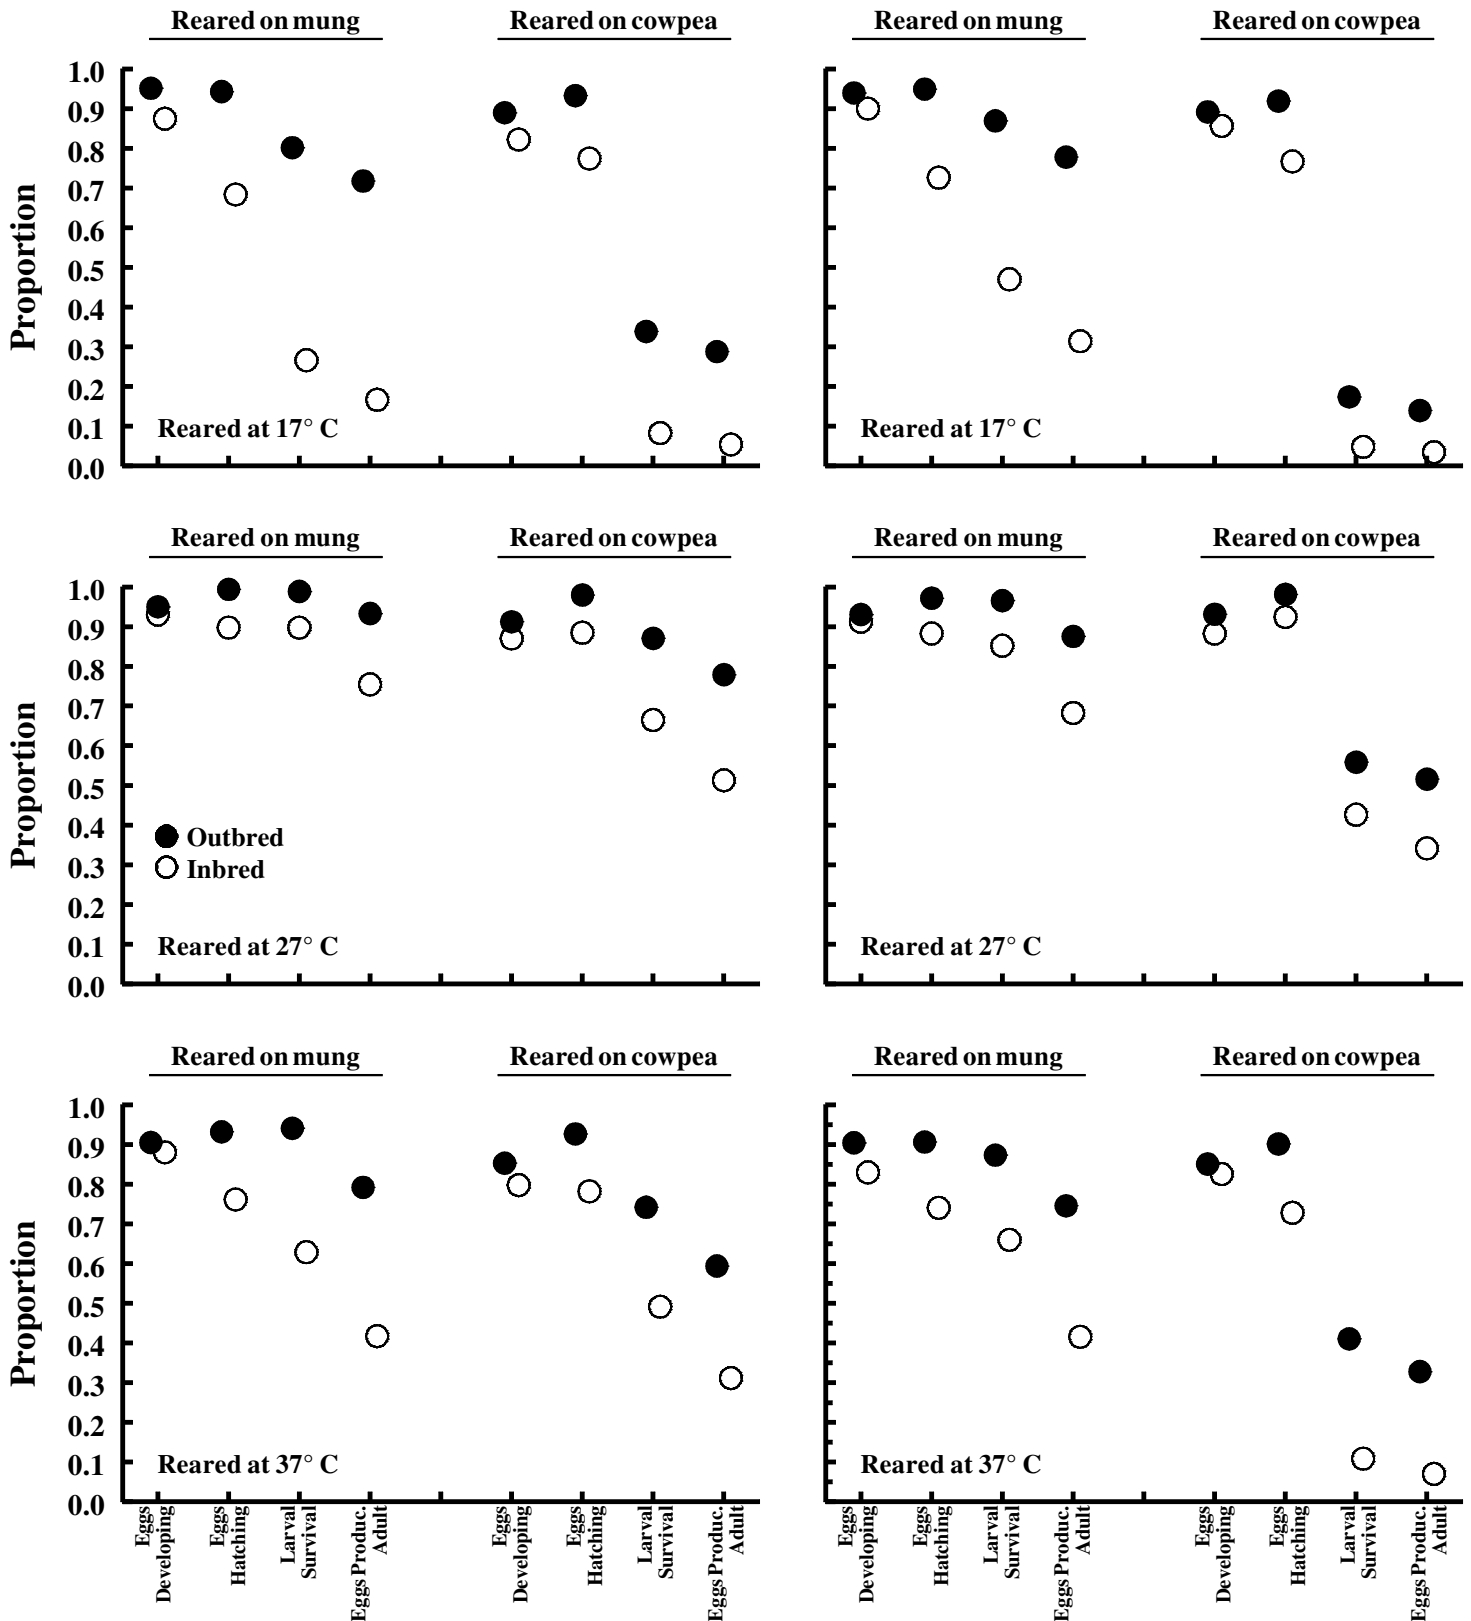 Reared on mung
Reared on cowpea
Reared on mung
Reared on cowpea
Proportion
1.0
0.9
0.8
0.7
0.6
0.5
0.4
0.3
0.2
0.1
0.0
Reared at 17° C
Reared at 17° C
Reared on mung
Reared on cowpea
Reared on mung
Reared on cowpea
Proportion
1.0
0.9
0.8
0.7
0.6
0.5
0.4
0.3
0.2
0.1
0.0
Outbred
Inbred
Reared at 27° C
Reared at 27° C
Reared on mung
Reared on cowpea
Reared on mung
Reared on cowpea
Proportion
1.0
0.9
0.8
0.7
0.6
0.5
0.4
0.3
0.2
0.1
0.0
Reared at 37° C
Reared at 37° C
Eggs
Developing
Eggs
Hatching
Larval
Survival
Eggs Produc.
Adult
Eggs
Developing
Eggs
Hatching
Larval
Survival
Eggs Produc.
Adult
Eggs
Developing
Eggs
Hatching
Larval
Survival
Eggs Produc.
Adult
Eggs
Developing
Eggs
Hatching
Larval
Survival
Eggs Produc.
Adult